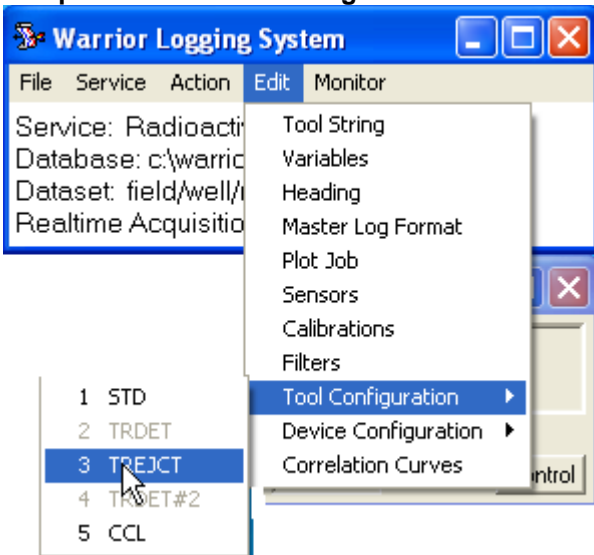 Warrior Logging System
File Service Action Edit Monitor
Service: Radioacti
Database: c:\warric
Dataset: field/well/
Realtime Acquisitio
Tool String
Variables
Heading
Master Log Format
Plot Job
Sensors
Calibrations
Filters
Tool Configuration
Device Configuration
Correlation Curves
ntrol
1 STD
2 TRDET
3 TREJCT
4 TRDET#2
5 CCL